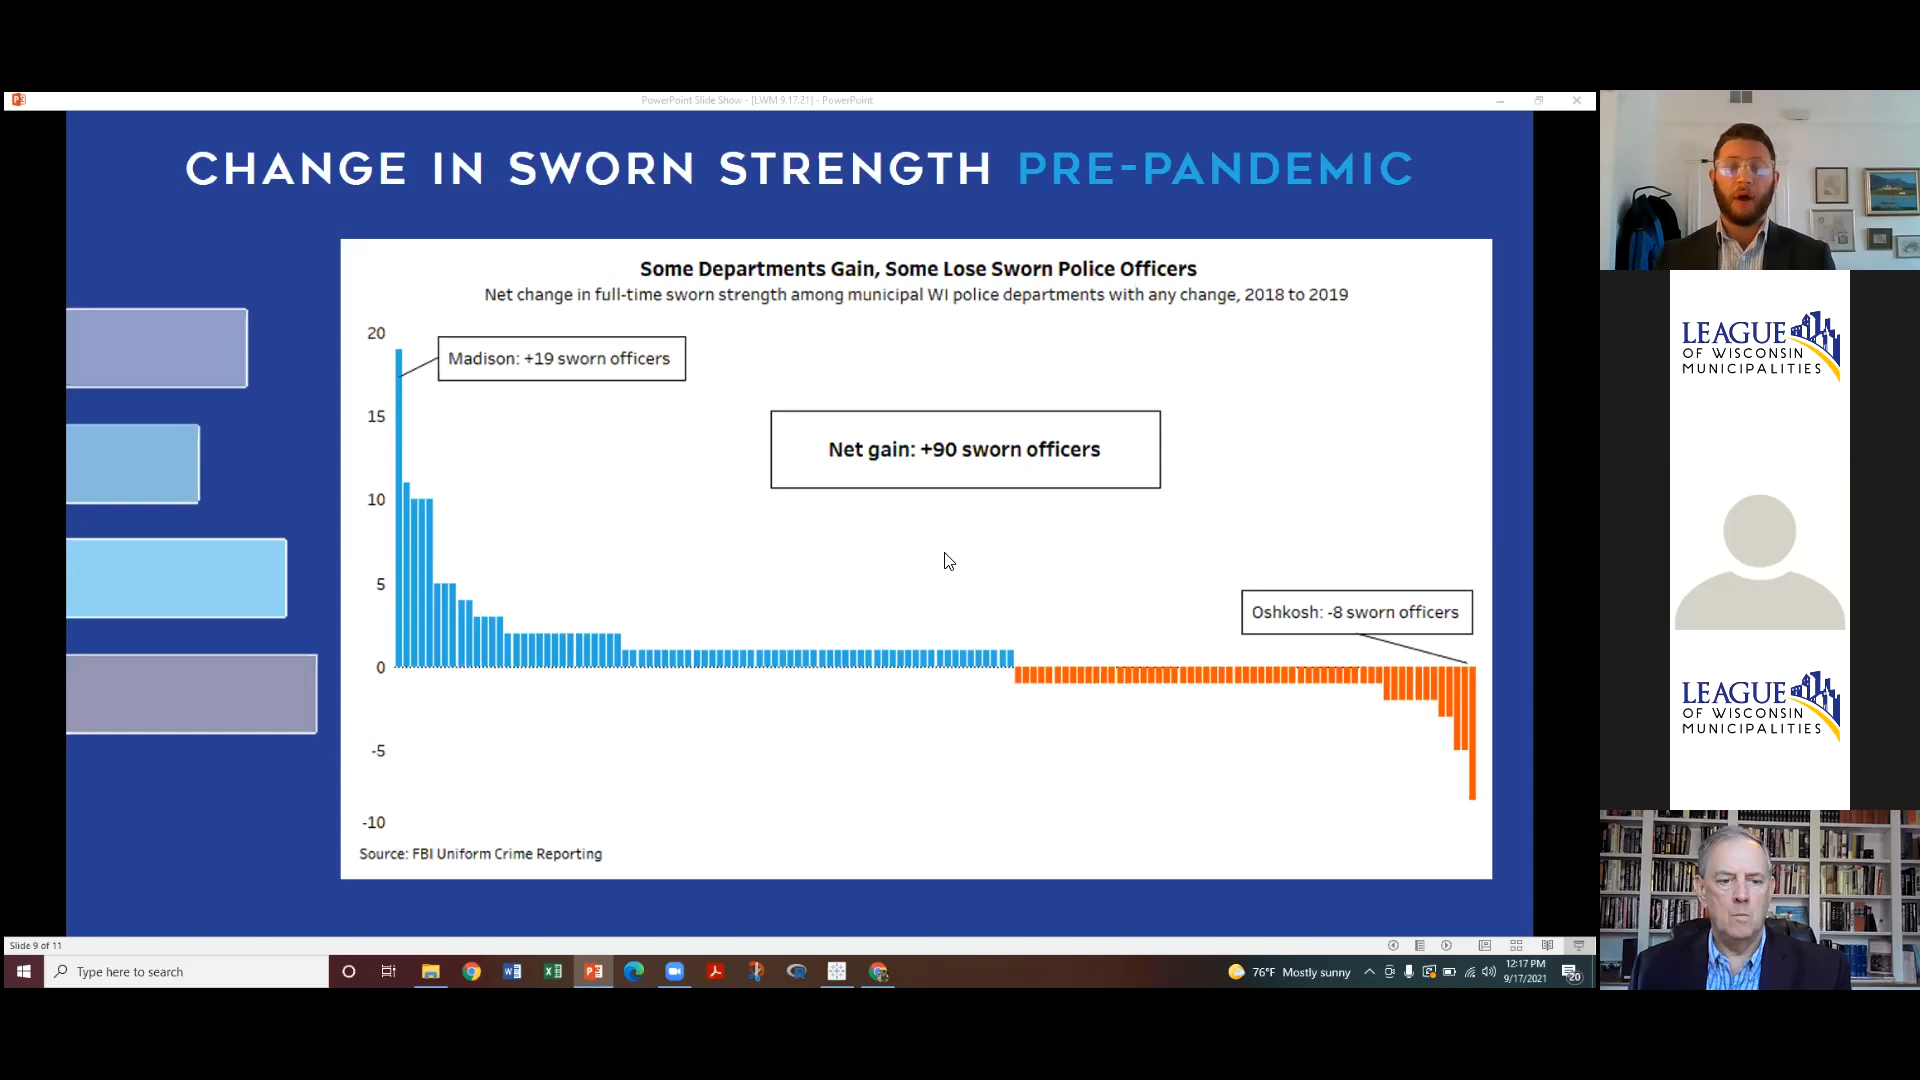 PowerPoint Slide Show - [LWM 9.17.21] - PowerPoint
CHANGE IN SWORN STRENGTH PRE-PANDEMIC
Some Departments Gain, Some Lose Sworn Police Officers
Net change in full-time sworn strength among municipal WI police departments with any change, 2018 to 2019
20
Madison: +19 sworn officers
15
Net gain: +90 sworn officers
10
5
Oshkosh: -8 sworn officers
0
-5
-10
Source: FBI Uniform Crime Reporting
Slide 9 of 11
Type here to search
76°F Mostly sunny
12:17 PM
9/17/2021
20
LEAGUE
OF WISCONSIN
MUNICIPALITIES
LEAGUE
OF WISCONSIN
MUNICIPALITIES